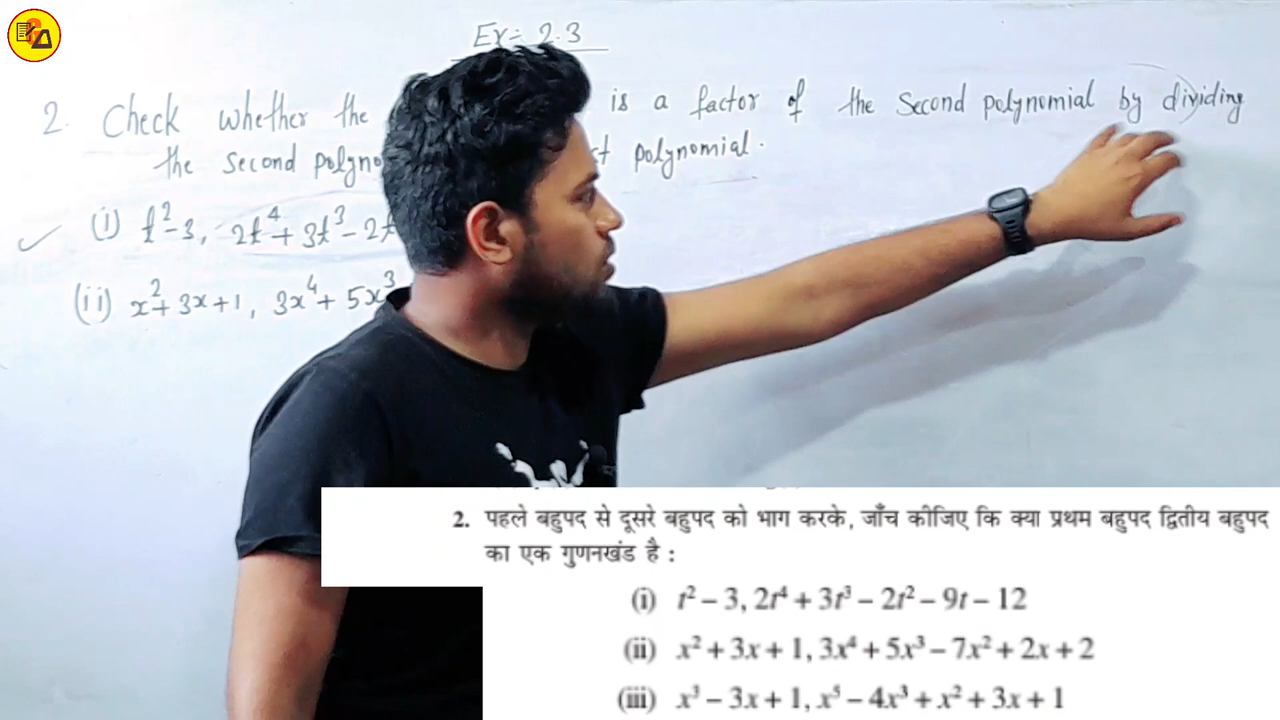 Ex- 2.3
2. Check whether the is a factor of the Second polynomial by dividing
the second polyno polynomial.
(i) t²-3, 2t⁴+3t³-2t
(ii) x²+3x+1, 3x⁴+5x³
2. पहले बहुपद से दूसरे बहुपद को भाग करके, जाँच कीजिए कि क्या प्रथम बहुपद द्वितीय बहुपद
का एक गुणनखंड है :
(i) t² – 3, 2t⁴ + 3t³ – 2t² – 9t – 12
(ii) x² + 3x + 1, 3x⁴ + 5x³ – 7x² + 2x + 2
(iii) x³ – 3x + 1, x⁵ – 4x³ + x² + 3x + 1